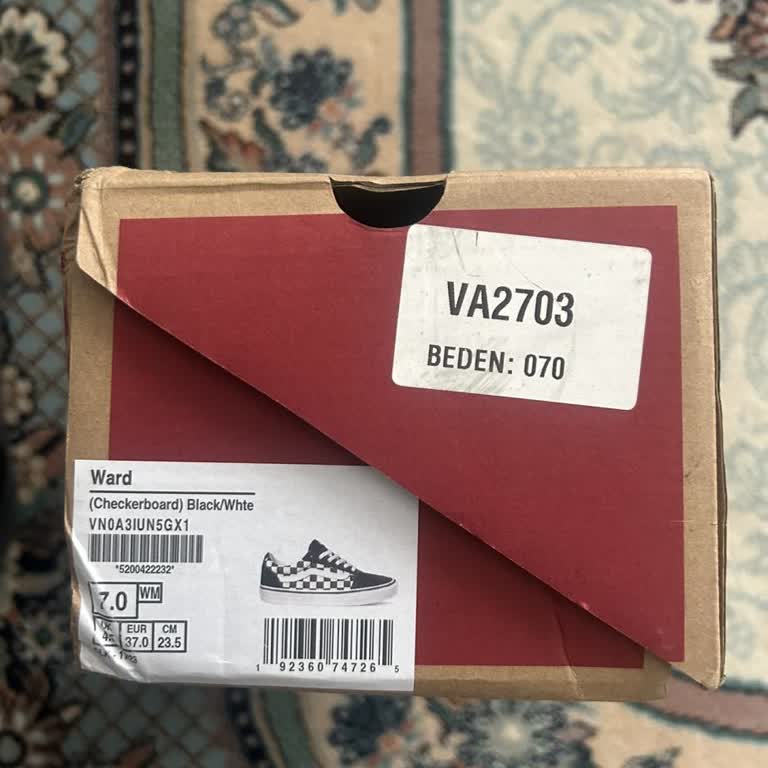 VA2703
BEDEN: 070
Ward
(Checkerboard) Black/Whte
VN0A3IUN5GX1
*5200422232*
7.0 WM
EUR CM
37.0 23.5
1 92360 74726 5